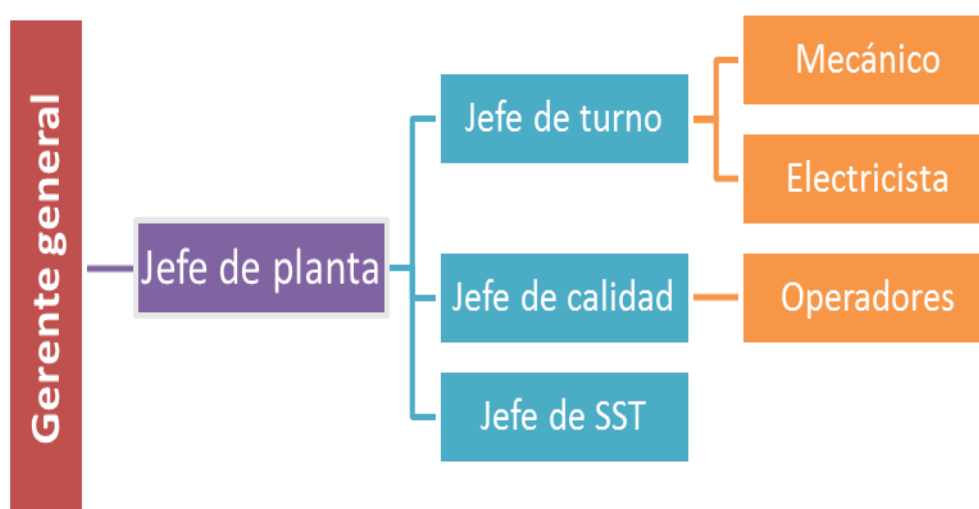 Gerente general
Jefe de planta
Jefe de turno
Mecánico
Electricista
Jefe de calidad
Operadores
Jefe de SST